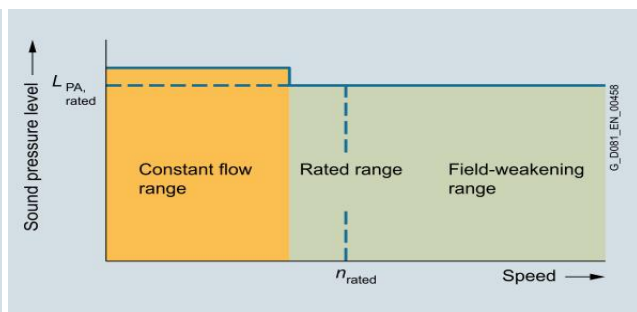 Sound pressure level
L PA,
rated
Constant flow
range
Rated range
Field-weakening
range
n rated
Speed
G_D081_EN_00458